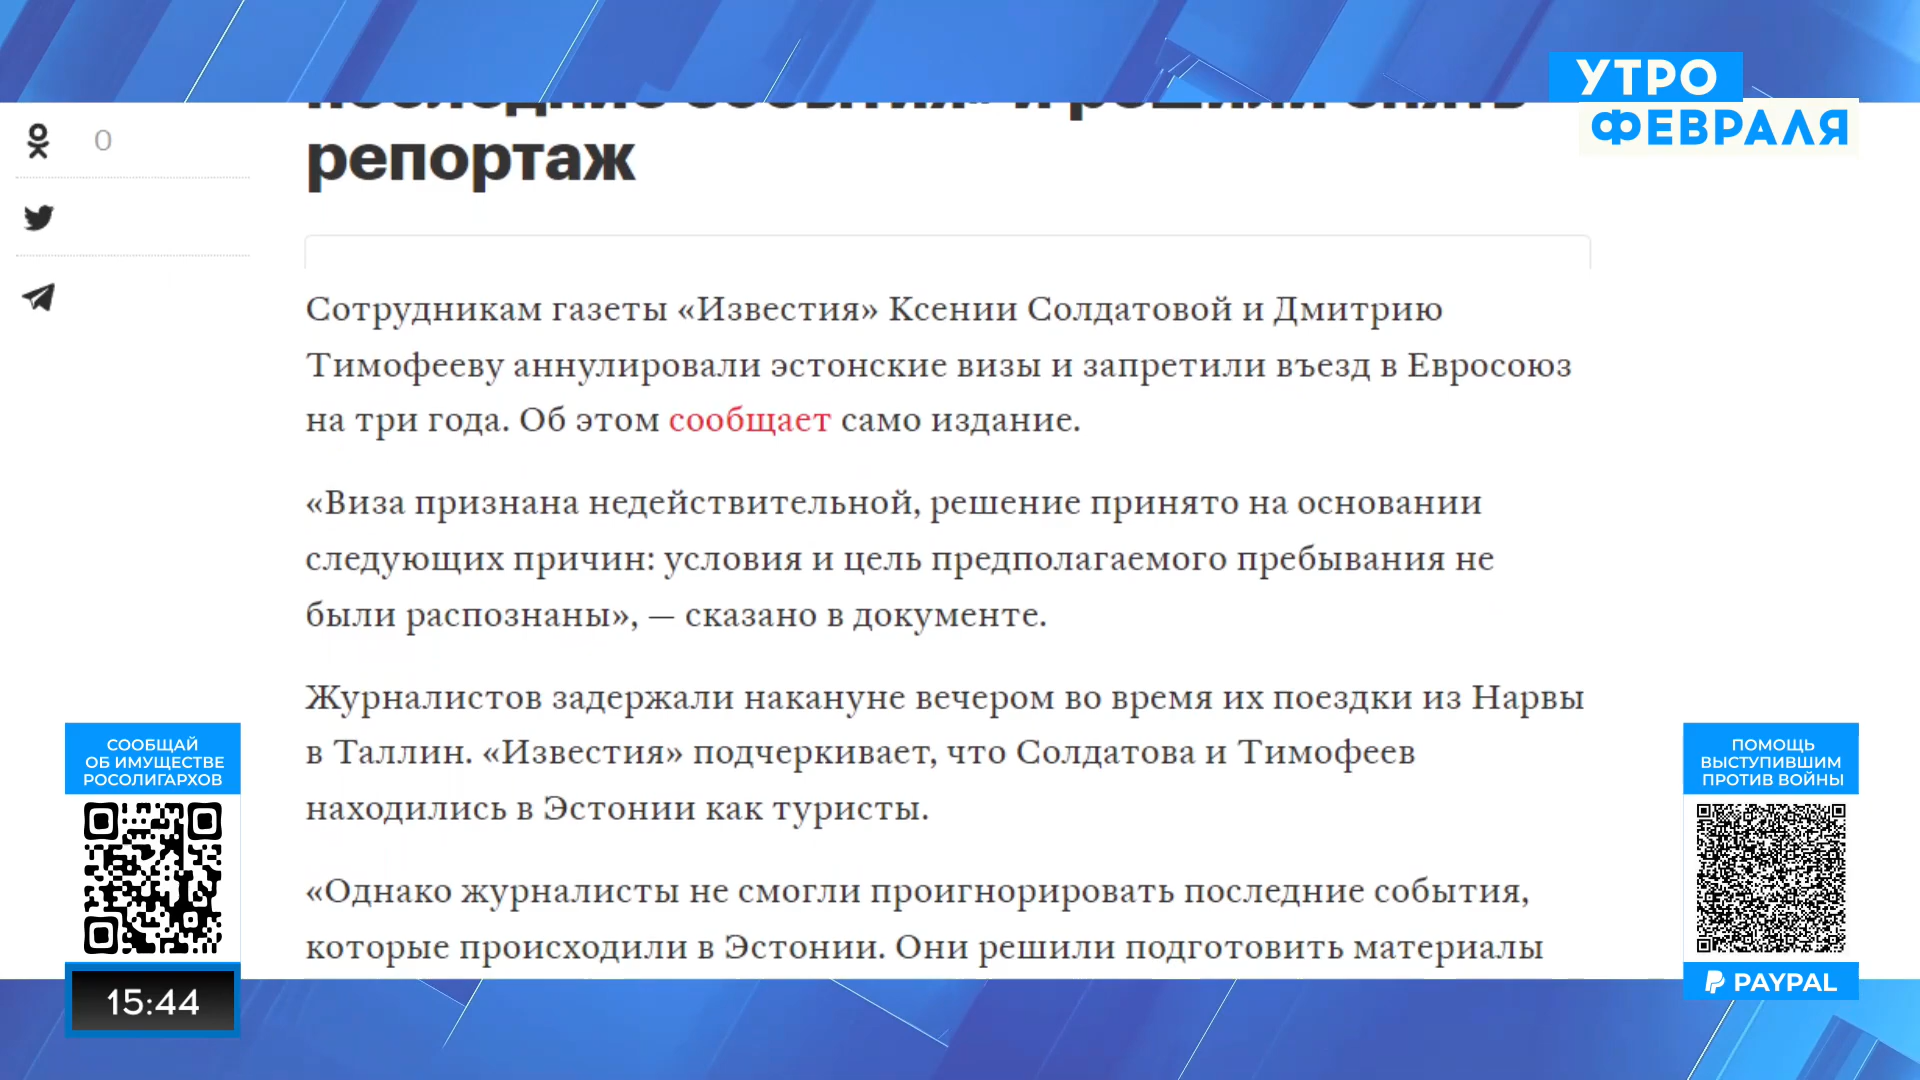 УТРО
ФЕВРАЛЯ
последние события» и решили снять
репортаж
0
Сотрудникам газеты «Известия» Ксении Солдатовой и Дмитрию
Тимофееву аннулировали эстонские визы и запретили въезд в Евросоюз
на три года. Об этом сообщает само издание.
«Виза признана недействительной, решение принято на основании
следующих причин: условия и цель предполагаемого пребывания не
были распознаны», — сказано в документе.
Журналистов задержали накануне вечером во время их поездки из Нарвы
в Таллин. «Известия» подчеркивает, что Солдатова и Тимофеев
находились в Эстонии как туристы.
«Однако журналисты не смогли проигнорировать последние события,
которые происходили в Эстонии. Они решили подготовить материалы
СООБЩАЙ
ОБ ИМУЩЕСТВЕ
РОСОЛИГАРХОВ
15:44
ПОМОЩЬ
ВЫСТУПИВШИМ
ПРОТИВ ВОЙНЫ
PAYPAL